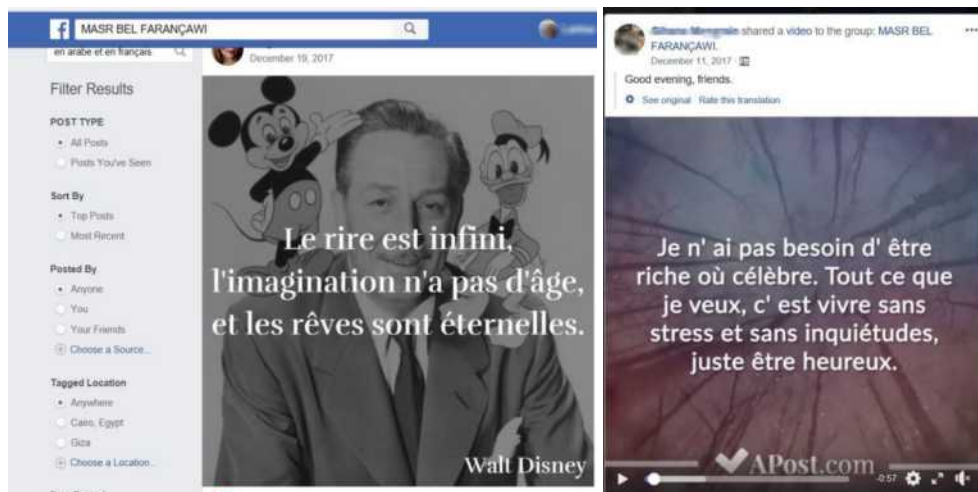 MASR BEL FARANÇAWI
en arabe et en français
Filter Results
POST TYPE
All Posts
Posts You've Seen
Sort By
Top Posts
Most Recent
Posted By
Anyone
You
Your Friends
Choose a Source...
Tagged Location
Anywhere
Cairo, Egypt
Giza
Choose a Location...
December 19, 2017
Le rire est infini,
l'imagination n'a pas d'âge,
et les rêves sont éternelles.
Walt Disney
shared a video to the group: MASR BEL
FARANÇAWI.
December 11, 2017
Good evening, friends.
See original Rate this translation
Je n' ai pas besoin d' être
riche où célèbre. Tout ce que
je veux, c' est vivre sans
stress et sans inquiétudes,
juste être heureux.
APost.com
-0:57